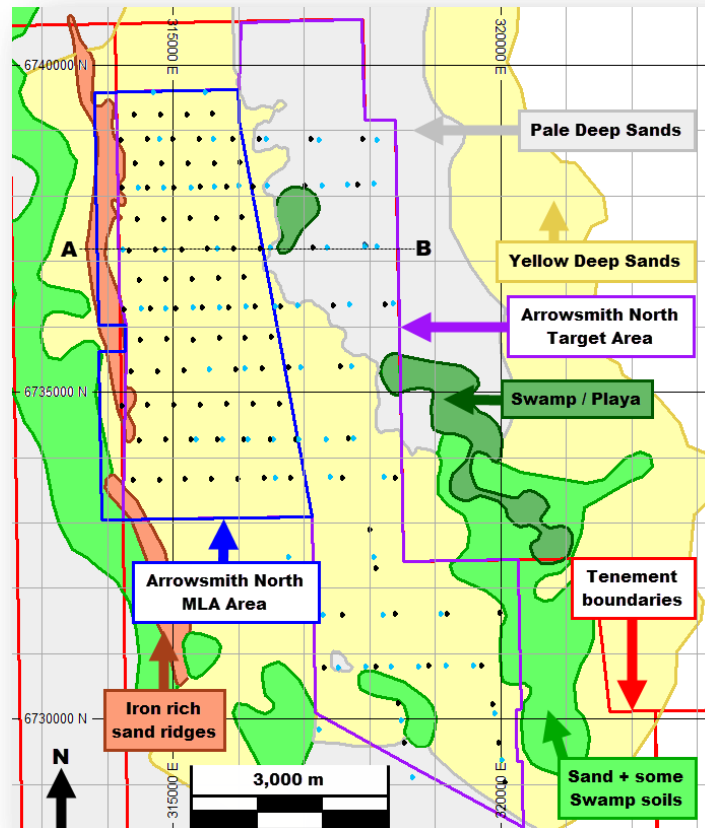 315000 E
320000 E
6740000 N
Pale Deep Sands
A
B
Yellow Deep Sands
Arrowsmith North
Target Area
6735000 N
Swamp / Playa
Arrowsmith North
MLA Area
Tenement
boundaries
Iron rich
sand ridges
6730000 N
N
3,000 m
315000 E
320000 E
Sand + some
Swamp soils